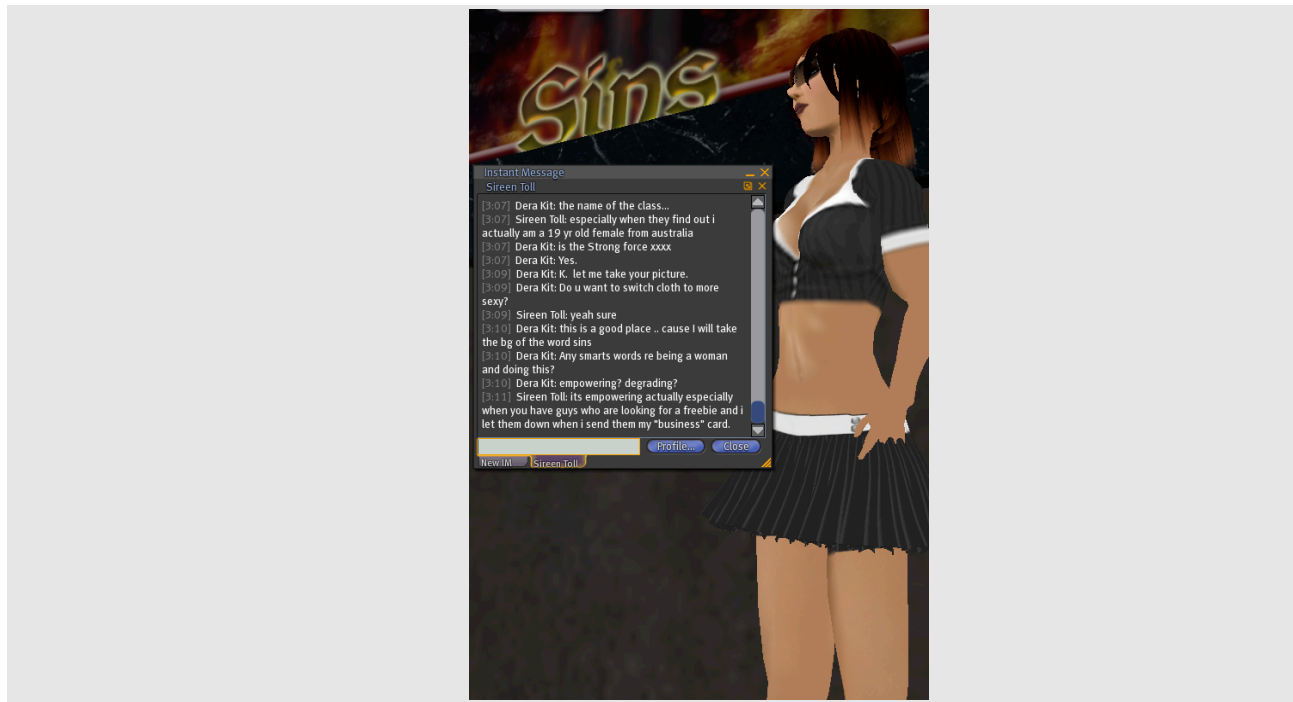 Sins
Instant Message
Sireen Toll
[3:07] Dera Kit: the name of the class...
[3:07] Sireen Toll: especially when they find out i
actually am a 19 yr old female from australia
[3:07] Dera Kit: is the Strong force xxxx
[3:07] Dera Kit: Yes.
[3:09] Dera Kit: K.  let me take your picture.
[3:09] Dera Kit: Do u want to switch cloth to more
sexy?
[3:09] Sireen Toll: yeah sure
[3:10] Dera Kit: this is a good place .. cause I will take
the bg of the word sins
[3:10] Dera Kit: Any smarts words re being a woman
and doing this?
[3:10] Dera Kit: empowering? degrading?
[3:11] Sireen Toll: its empowering actually especially
when you have guys who are looking for a freebie and i
let them down when i send them my "business" card.
Profile... Close
New IM Sireen Toll